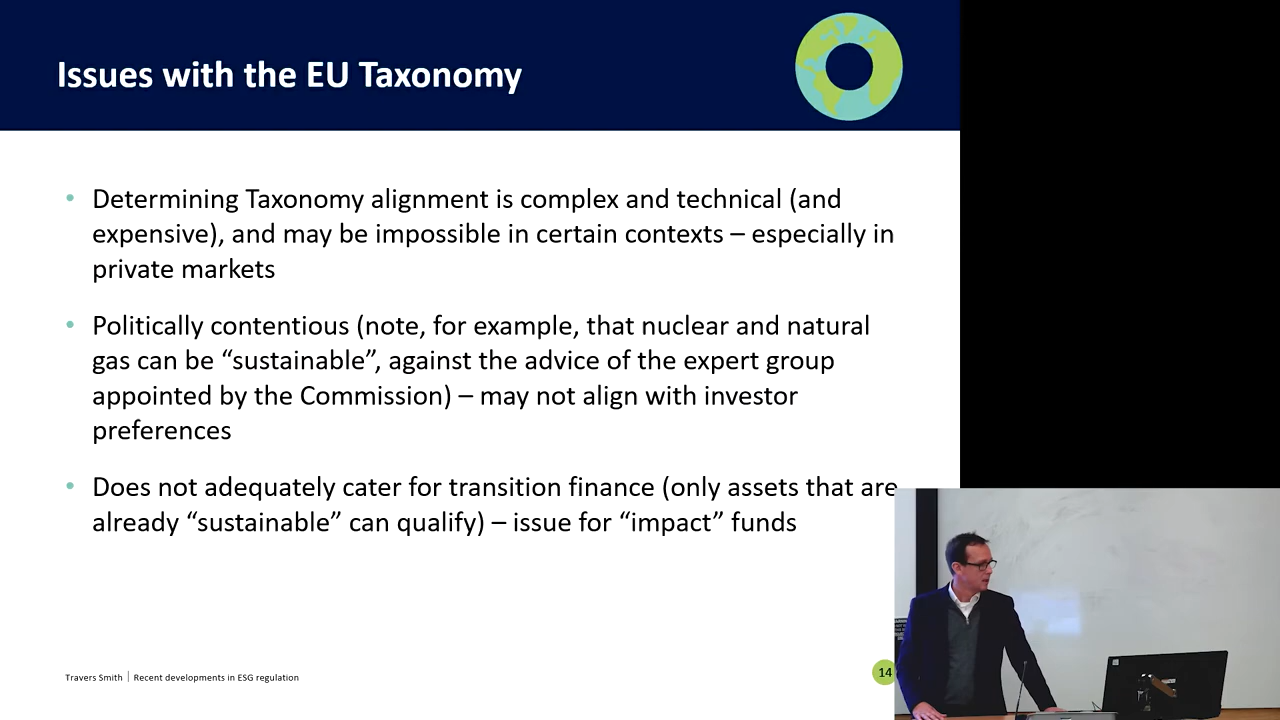 Issues with the EU Taxonomy
• Determining Taxonomy alignment is complex and technical (and
expensive), and may be impossible in certain contexts – especially in
private markets
• Politically contentious (note, for example, that nuclear and natural
gas can be “sustainable”, against the advice of the expert group
appointed by the Commission) – may not align with investor
preferences
• Does not adequately cater for transition finance (only assets that are
already “sustainable” can qualify) – issue for “impact” funds
Travers Smith | Recent developments in ESG regulation
14